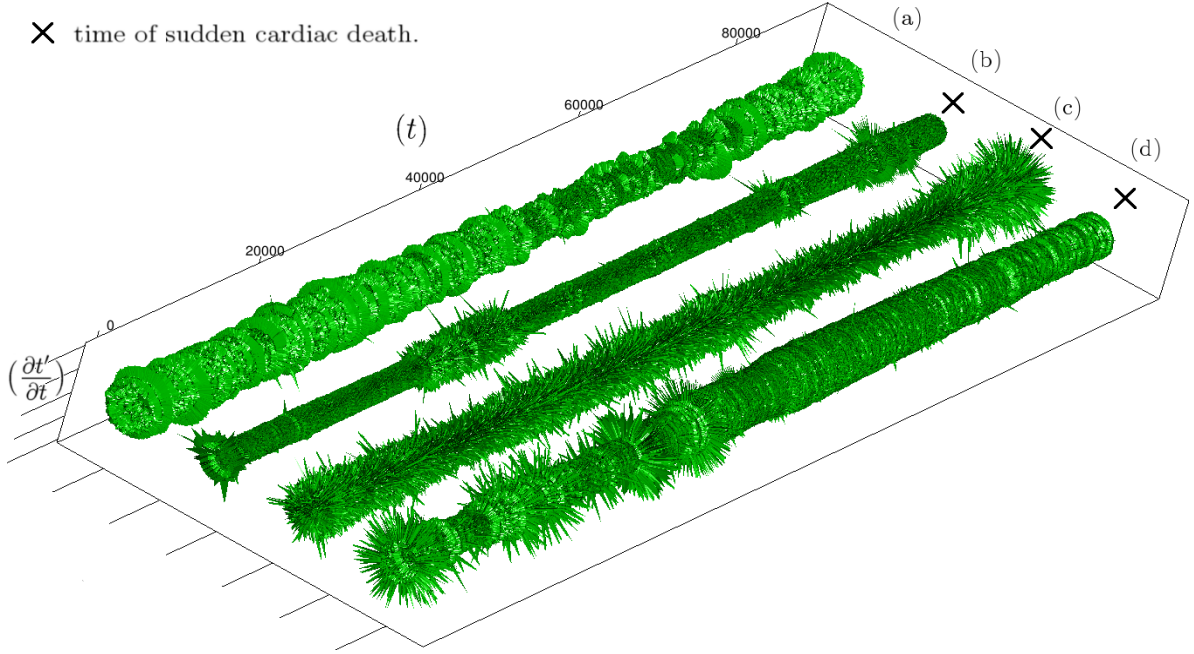 × time of sudden cardiac death.
(a)
(b)
(c)
(d)
80000
60000
(t)
40000
20000
0
(∂t′/∂t)